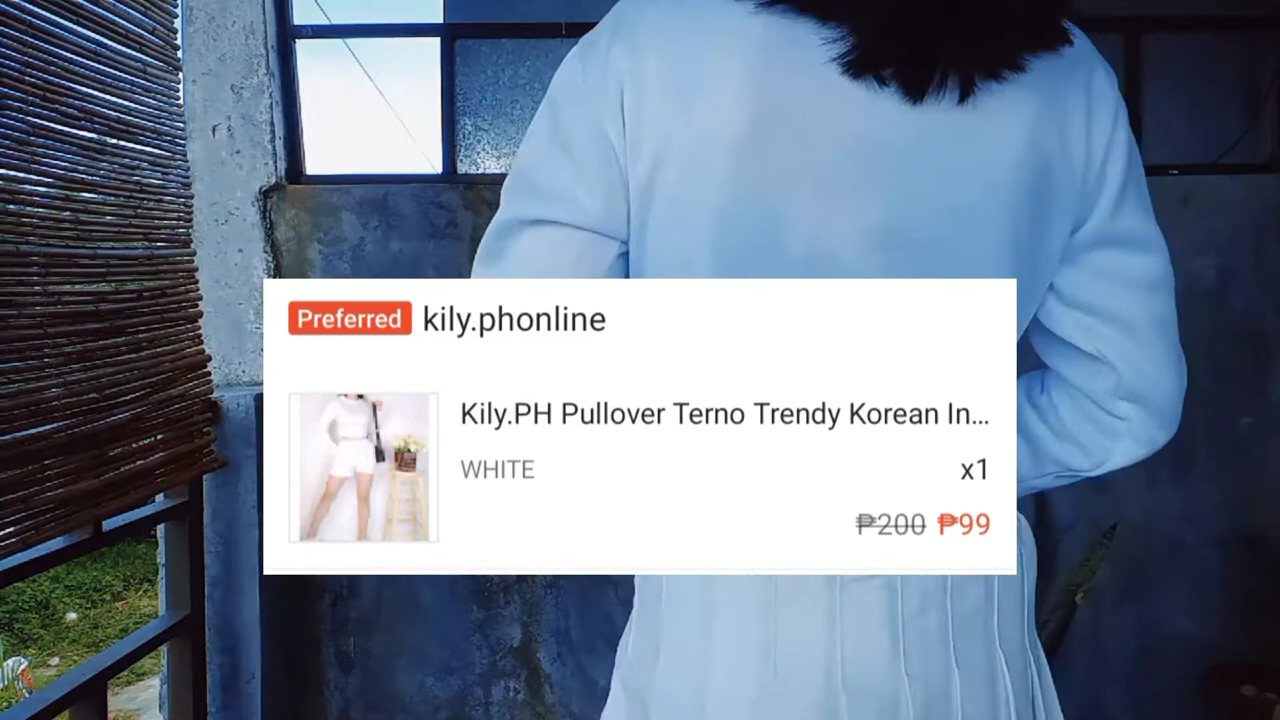 Preferred kily.phonline
Kily.PH Pullover Terno Trendy Korean In...
WHITE x1
₱200 ₱99